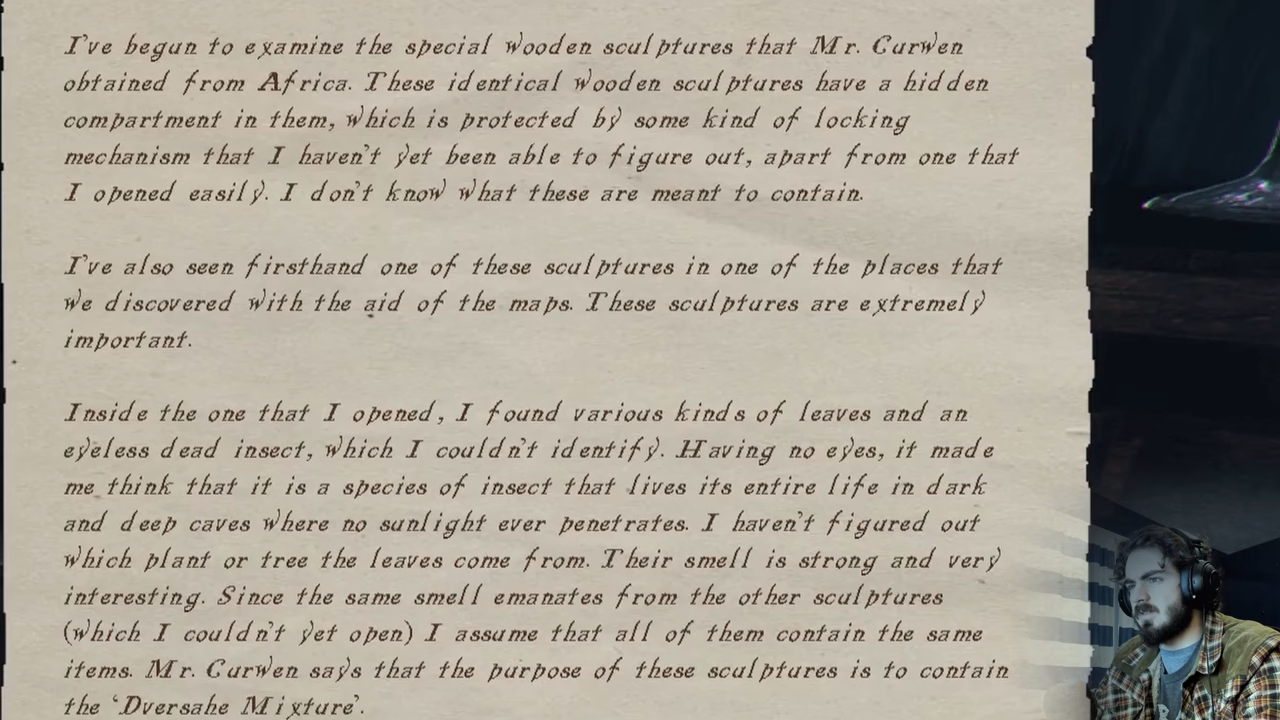 I've begun to examine the special wooden sculptures that Mr. Curwen
obtained from Africa. These identical wooden sculptures have a hidden
compartment in them, which is protected by some kind of locking
mechanism that I haven't yet been able to figure out, apart from one that
I opened easily. I don't know what these are meant to contain.
I've also seen firsthand one of these sculptures in one of the places that
we discovered with the aid of the maps. These sculptures are extremely
important.
Inside the one that I opened, I found various kinds of leaves and an
eyeless dead insect, which I couldn't identify. Having no eyes, it made
me think that it is a species of insect that lives its entire life in dark
and deep caves where no sunlight ever penetrates. I haven't figured out
which plant or tree the leaves come from. Their smell is strong and very
interesting. Since the same smell emanates from the other sculptures
(which I couldn't yet open) I assume that all of them contain the same
items. Mr. Curwen says that the purpose of these sculptures is to contain
the 'Dversahe Mixture'.